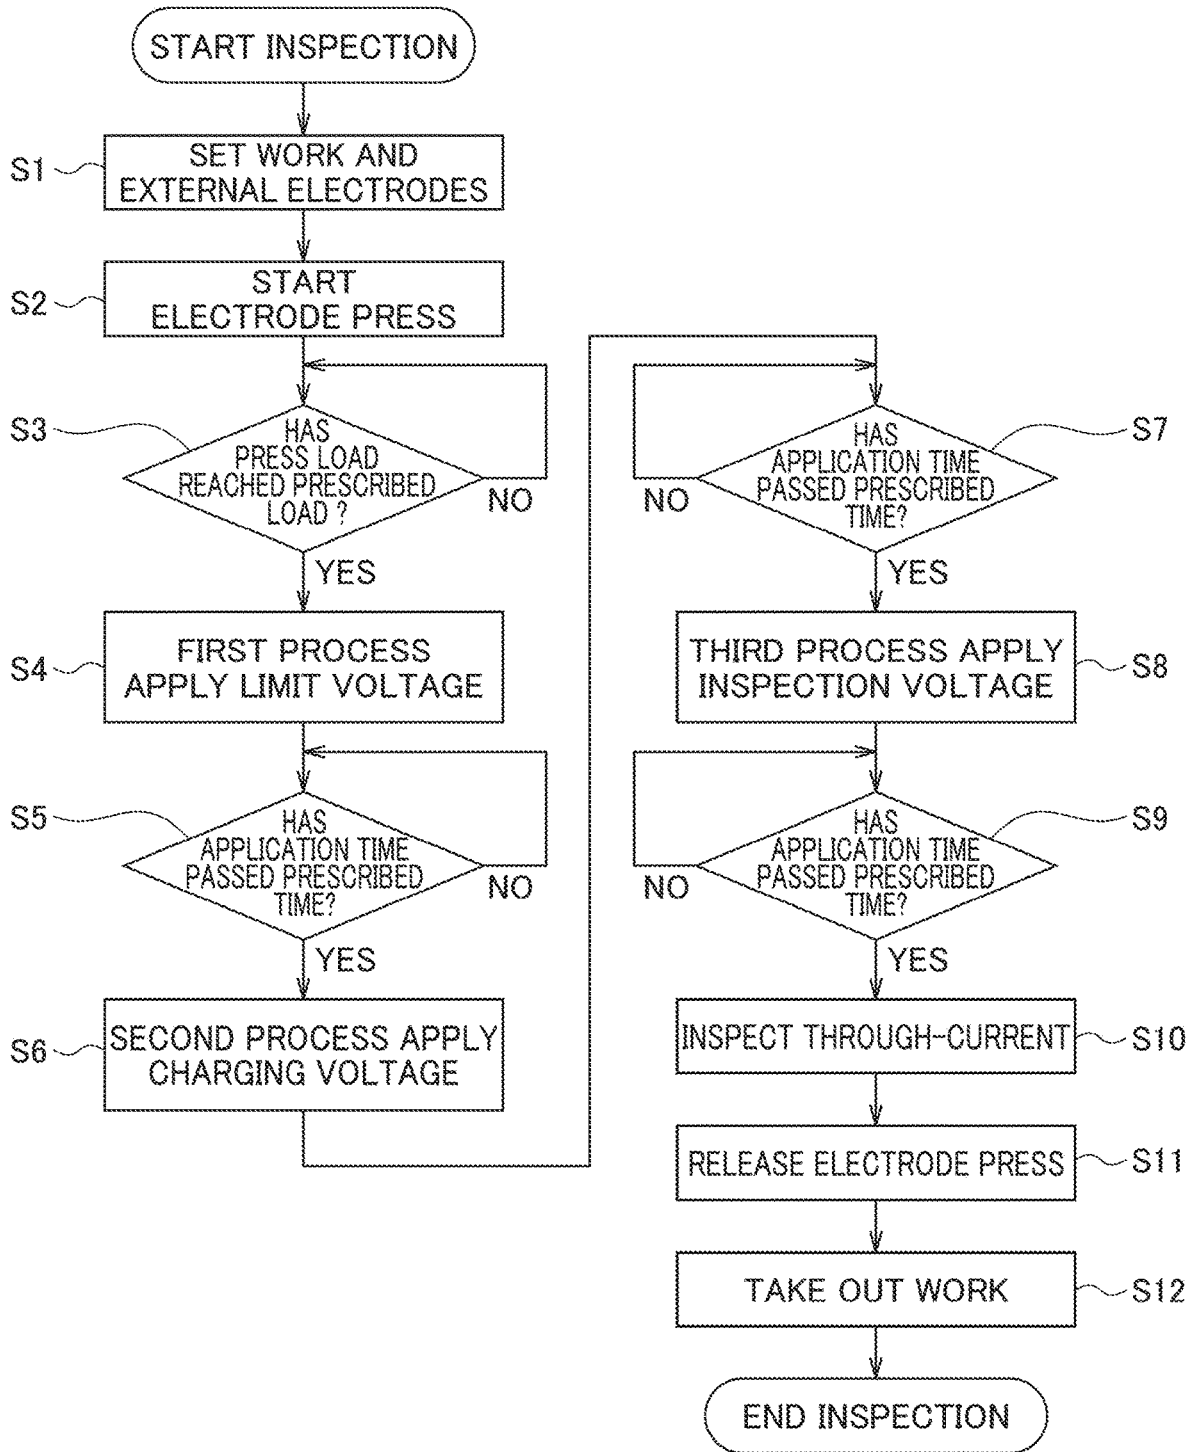 START INSPECTION
S1
SET WORK AND
EXTERNAL ELECTRODES
S2
START
ELECTRODE PRESS
S3
HAS
PRESS LOAD
REACHED PRESCRIBED
LOAD ?
NO
YES
S4
FIRST PROCESS
APPLY LIMIT VOLTAGE
S5
HAS
APPLICATION TIME
PASSED PRESCRIBED
TIME?
NO
YES
S6
SECOND PROCESS APPLY
CHARGING VOLTAGE
S7
HAS
APPLICATION TIME
PASSED PRESCRIBED
TIME?
NO
YES
THIRD PROCESS APPLY
INSPECTION VOLTAGE
S8
S9
HAS
APPLICATION TIME
PASSED PRESCRIBED
TIME?
NO
YES
INSPECT THROUGH-CURRENT
S10
RELEASE ELECTRODE PRESS
S11
TAKE OUT WORK
S12
END INSPECTION